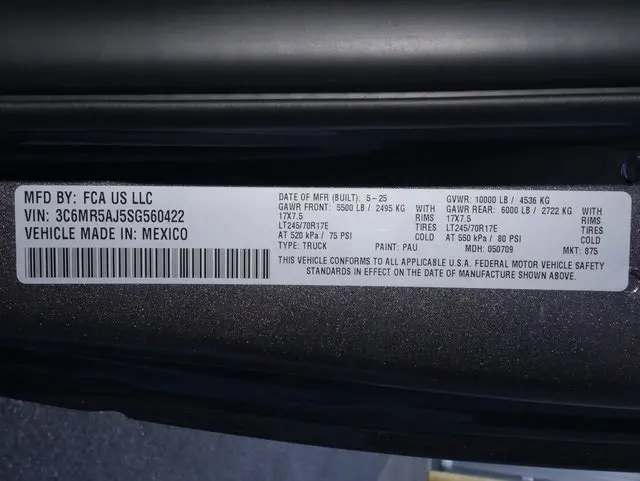 MFD BY: FCA US LLC
VIN: 3C6MR5AJ5SG560422
VEHICLE MADE IN: MEXICO
DATE OF MFR (BUILT): 5-25
GAWR FRONT: 5500 LB / 2495 KG WITH
17X7.5 RIMS
LT245/70R17E TIRES
AT 520 kPa / 75 PSI COLD
TYPE: TRUCK PAINT: PAU
GVWR: 10000 LB / 4536 KG
GAWR REAR: 6000 LB / 2722 KG WITH
17X7.5 RIMS
LT245/70R17E TIRES
AT 550 kPa / 80 PSI COLD
MDH: 050709 MKT: 875
THIS VEHICLE CONFORMS TO ALL APPLICABLE U.S.A. FEDERAL MOTOR VEHICLE SAFETY
STANDARDS IN EFFECT ON THE DATE OF MANUFACTURE SHOWN ABOVE.